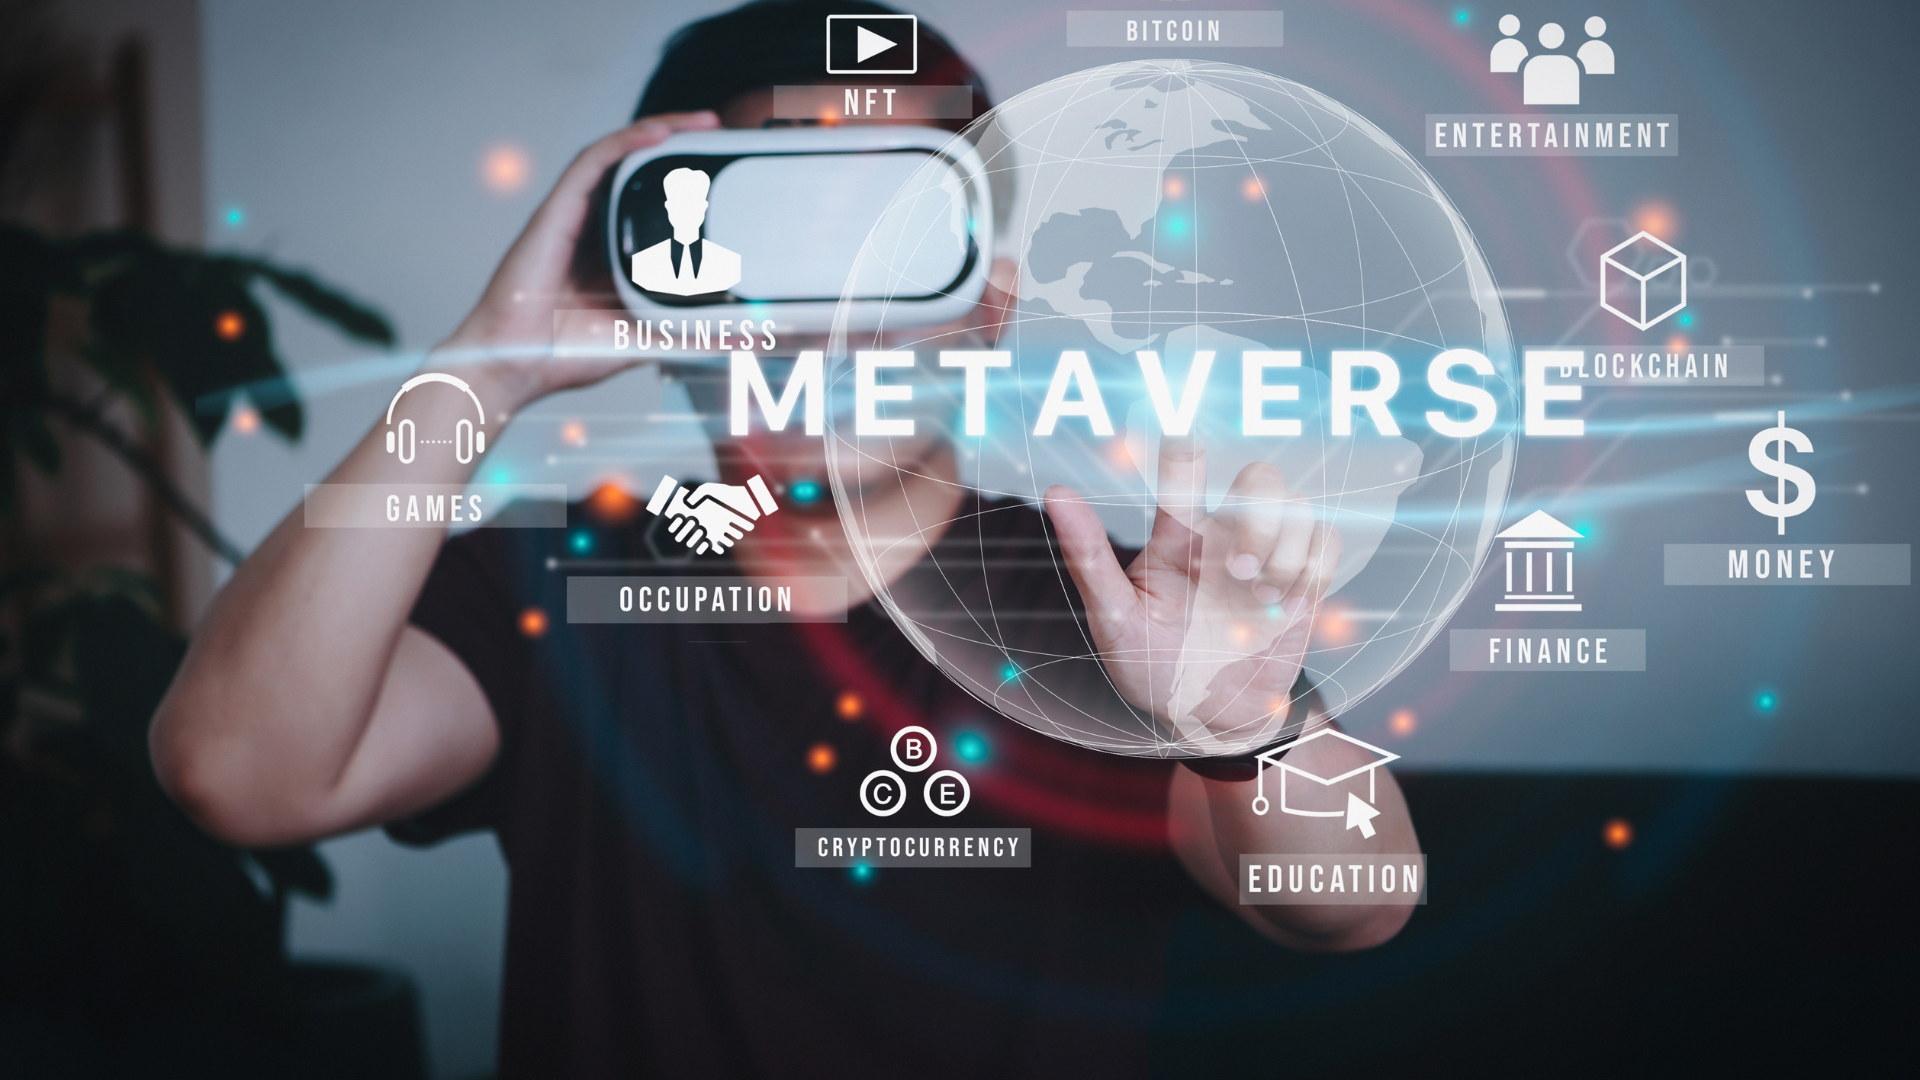 BITCOIN
NFT
ENTERTAINMENT
BUSINESS
METAVERSE
BLOCKCHAIN
GAMES
MONEY
OCCUPATION
FINANCE
B
C E
CRYPTOCURRENCY
EDUCATION